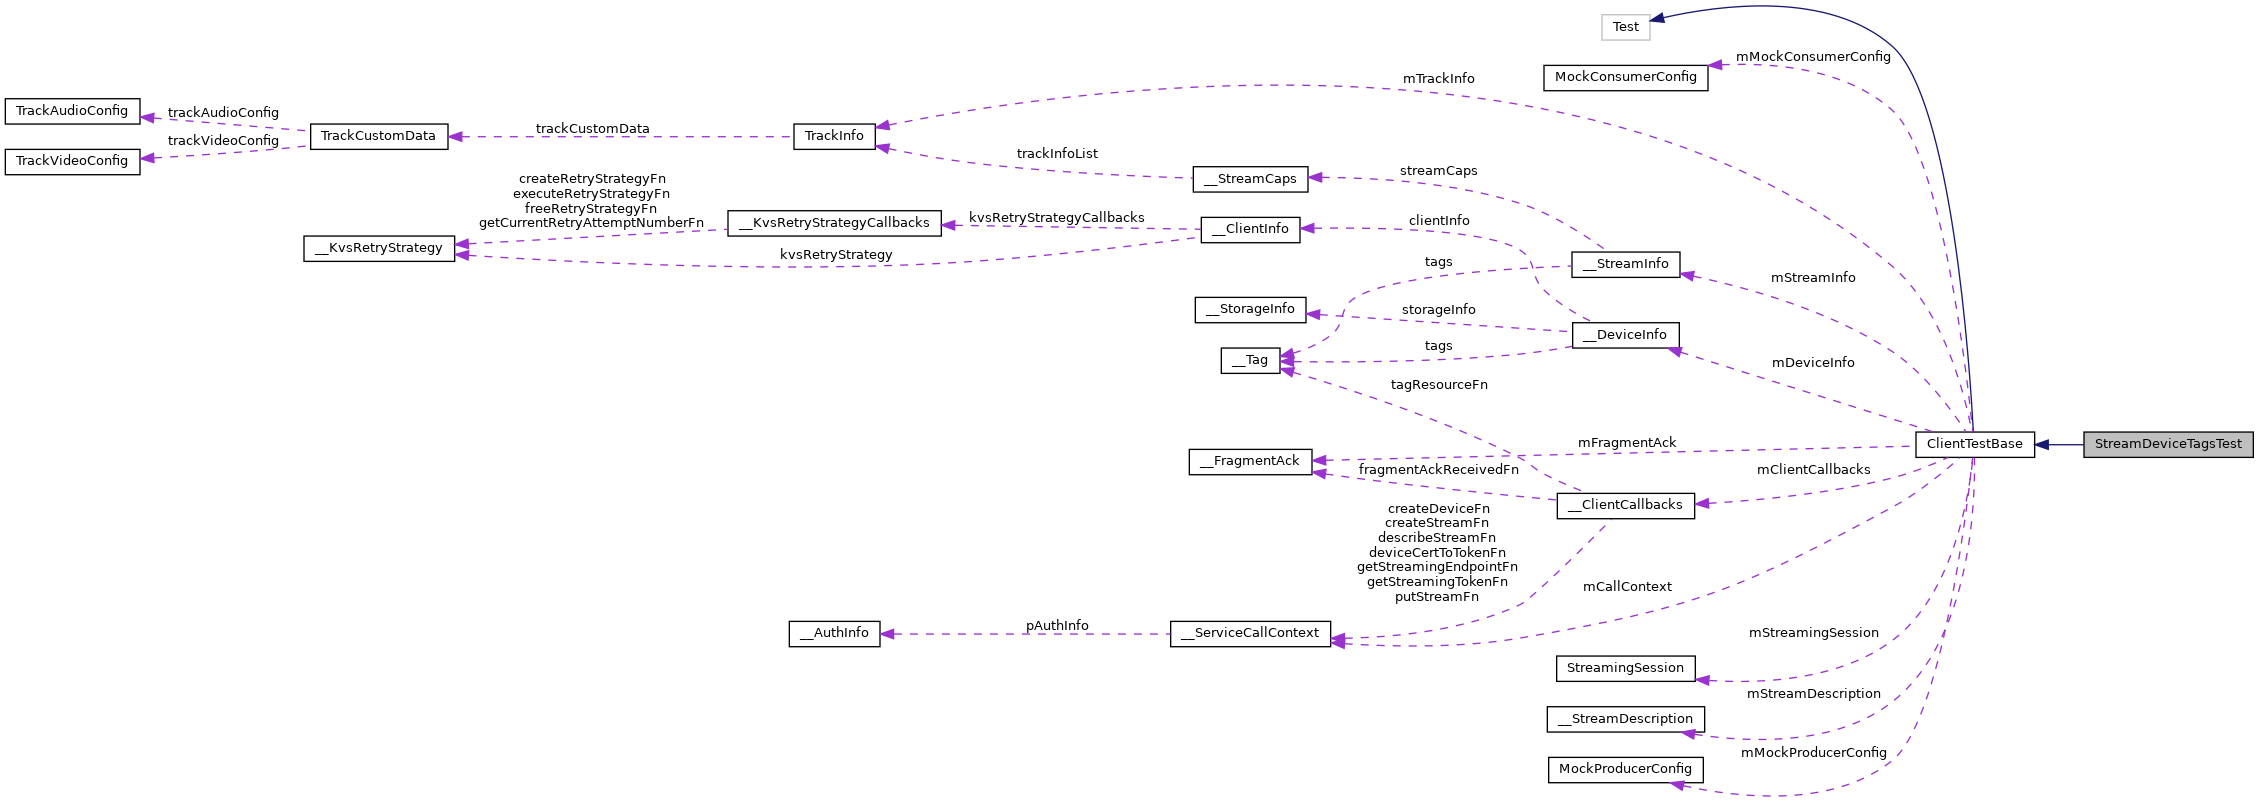 Test
mMockConsumerConfig
MockConsumerConfig
mTrackInfo
TrackAudioConfig
trackAudioConfig
trackCustomData
TrackCustomData
TrackInfo
trackVideoConfig
trackInfoList
TrackVideoConfig
streamCaps
__StreamCaps
createRetryStrategyFn
executeRetryStrategyFn
freeRetryStrategyFn
getCurrentRetryAttemptNumberFn
__KvsRetryStrategyCallbacks
kvsRetryStrategyCallbacks
clientInfo
__ClientInfo
__KvsRetryStrategy
kvsRetryStrategy
tags
__StreamInfo
mStreamInfo
__StorageInfo
storageInfo
__DeviceInfo
tags
__Tag
mDeviceInfo
tagResourceFn
mFragmentAck
ClientTestBase
StreamDeviceTagsTest
__FragmentAck
fragmentAckReceivedFn
mClientCallbacks
__ClientCallbacks
createDeviceFn
createStreamFn
describeStreamFn
deviceCertToTokenFn
getStreamingEndpointFn
getStreamingTokenFn
putStreamFn
mCallContext
__AuthInfo
pAuthInfo
__ServiceCallContext
mStreamingSession
StreamingSession
mStreamDescription
__StreamDescription
mMockProducerConfig
MockProducerConfig